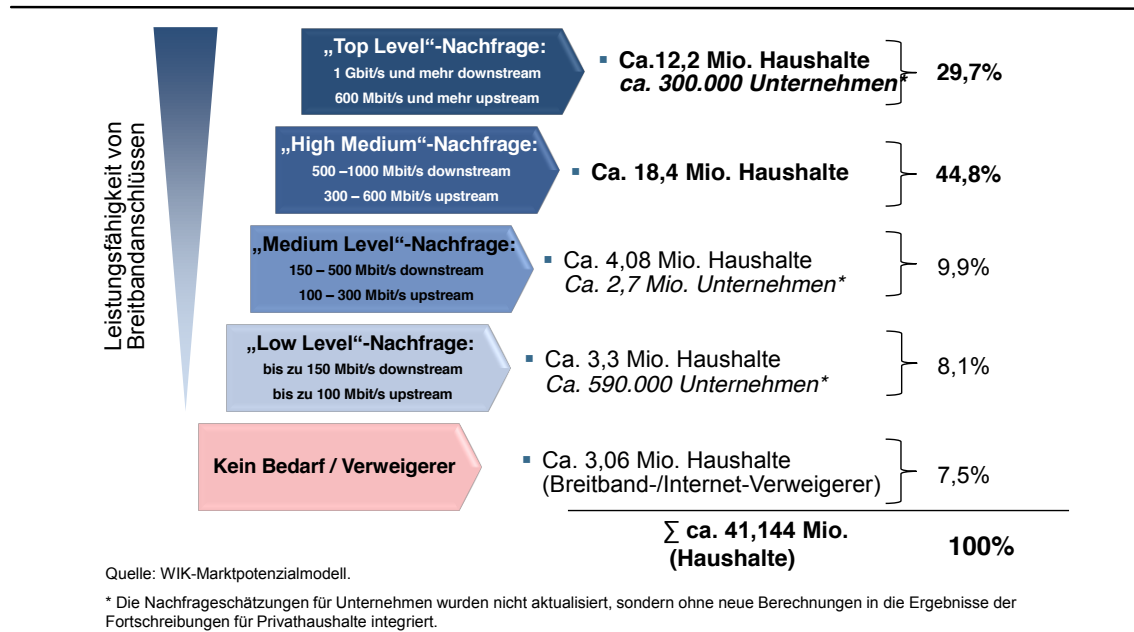 „Top Level“-Nachfrage:
1 Gbit/s und mehr downstream
600 Mbit/s und mehr upstream
▪ Ca.12,2 Mio. Haushalte
ca. 300.000 Unternehmen*
29,7%
Leistungsfähigkeit von
Breitbandanschlüssen
„High Medium“-Nachfrage:
500 –1000 Mbit/s downstream
300 – 600 Mbit/s upstream
▪ Ca. 18,4 Mio. Haushalte
44,8%
„Medium Level“-Nachfrage:
150 – 500 Mbit/s downstream
100 – 300 Mbit/s upstream
▪ Ca. 4,08 Mio. Haushalte
Ca. 2,7 Mio. Unternehmen*
9,9%
„Low Level“-Nachfrage:
bis zu 150 Mbit/s downstream
bis zu 100 Mbit/s upstream
▪ Ca. 3,3 Mio. Haushalte
Ca. 590.000 Unternehmen*
8,1%
Kein Bedarf / Verweigerer
▪ Ca. 3,06 Mio. Haushalte
(Breitband-/Internet-Verweigerer)
7,5%
∑ ca. 41,144 Mio.
(Haushalte)
100%
Quelle: WIK-Marktpotenzialmodell.
* Die Nachfrageschätzungen für Unternehmen wurden nicht aktualisiert, sondern ohne neue Berechnungen in die Ergebnisse der
Fortschreibungen für Privathaushalte integriert.